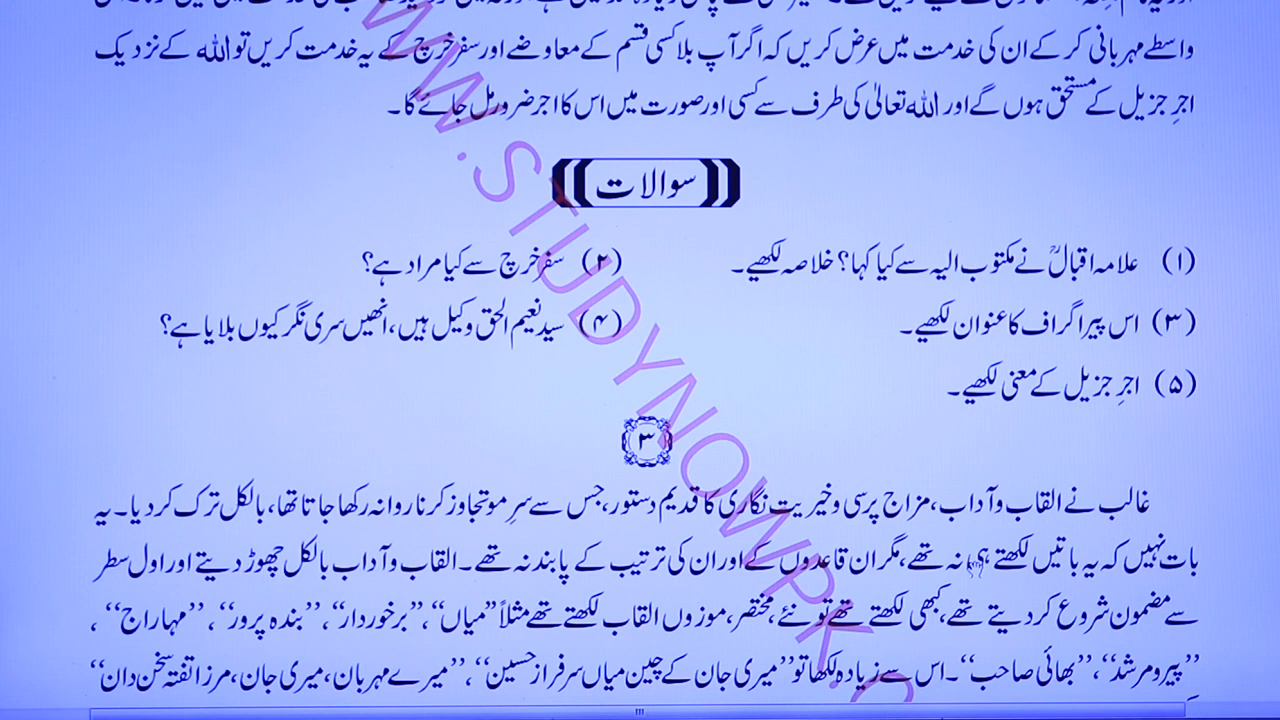 واسطے مہربانی کر کے ان کی خدمت میں عرض کریں کہ اگر آپ بلا کسی قسم کے معاوضے اور سفر خرچ کے یہ خدمت کریں تو اللہ کے نزدیک
اجرِ جزیل کے مستحق ہوں گے اور اللہ تعالیٰ کی طرف سے کسی اور صورت میں اس کا اجر ضرور مل جائے گا۔
سوالات
(۱) علامہ اقبالؒ نے مکتوب الیہ سے کیا کہا؟ خلاصہ لکھیے۔ (۲) سفر خرچ سے کیا مراد ہے؟
(۳) اس پیراگراف کا عنوان لکھیے۔ (۴) سید نعیم الحق وکیل ہیں، انھیں سری نگر کیوں بلایا ہے؟
(۵) اجرِ جزیل کے معنی لکھیے۔
۳
غالب نے القاب و آداب، مزاج پرسی و خیریت نگاری کا قدیم دستور، جس سے سرِ مو تجاوز کرنا روا نہ رکھا جاتا تھا، بالکل ترک کر دیا۔ یہ
بات نہیں کہ یہ باتیں لکھتے ہی نہ تھے، مگر ان قاعدوں کے اور ان کی ترتیب کے پابند نہ تھے۔ القاب و آداب بالکل چھوڑ دیتے اور اول سطر
سے مضمون شروع کر دیتے تھے، کبھی لکھتے تھے تو نئے، مختصر، موزوں القاب لکھتے تھے مثلاً ”میاں“، ”برخوردار“، ”بندہ پرور“، ”مہاراج“،
”پیرو مرشد“، ”بھائی صاحب“۔ اس سے زیادہ لکھا تو ”میری جان کے چین میاں سرفراز حسین“، ”میرے مہربان، میری جان، مرزا تفتہ سخن دان“
WWW.STUDYNOWPK.C